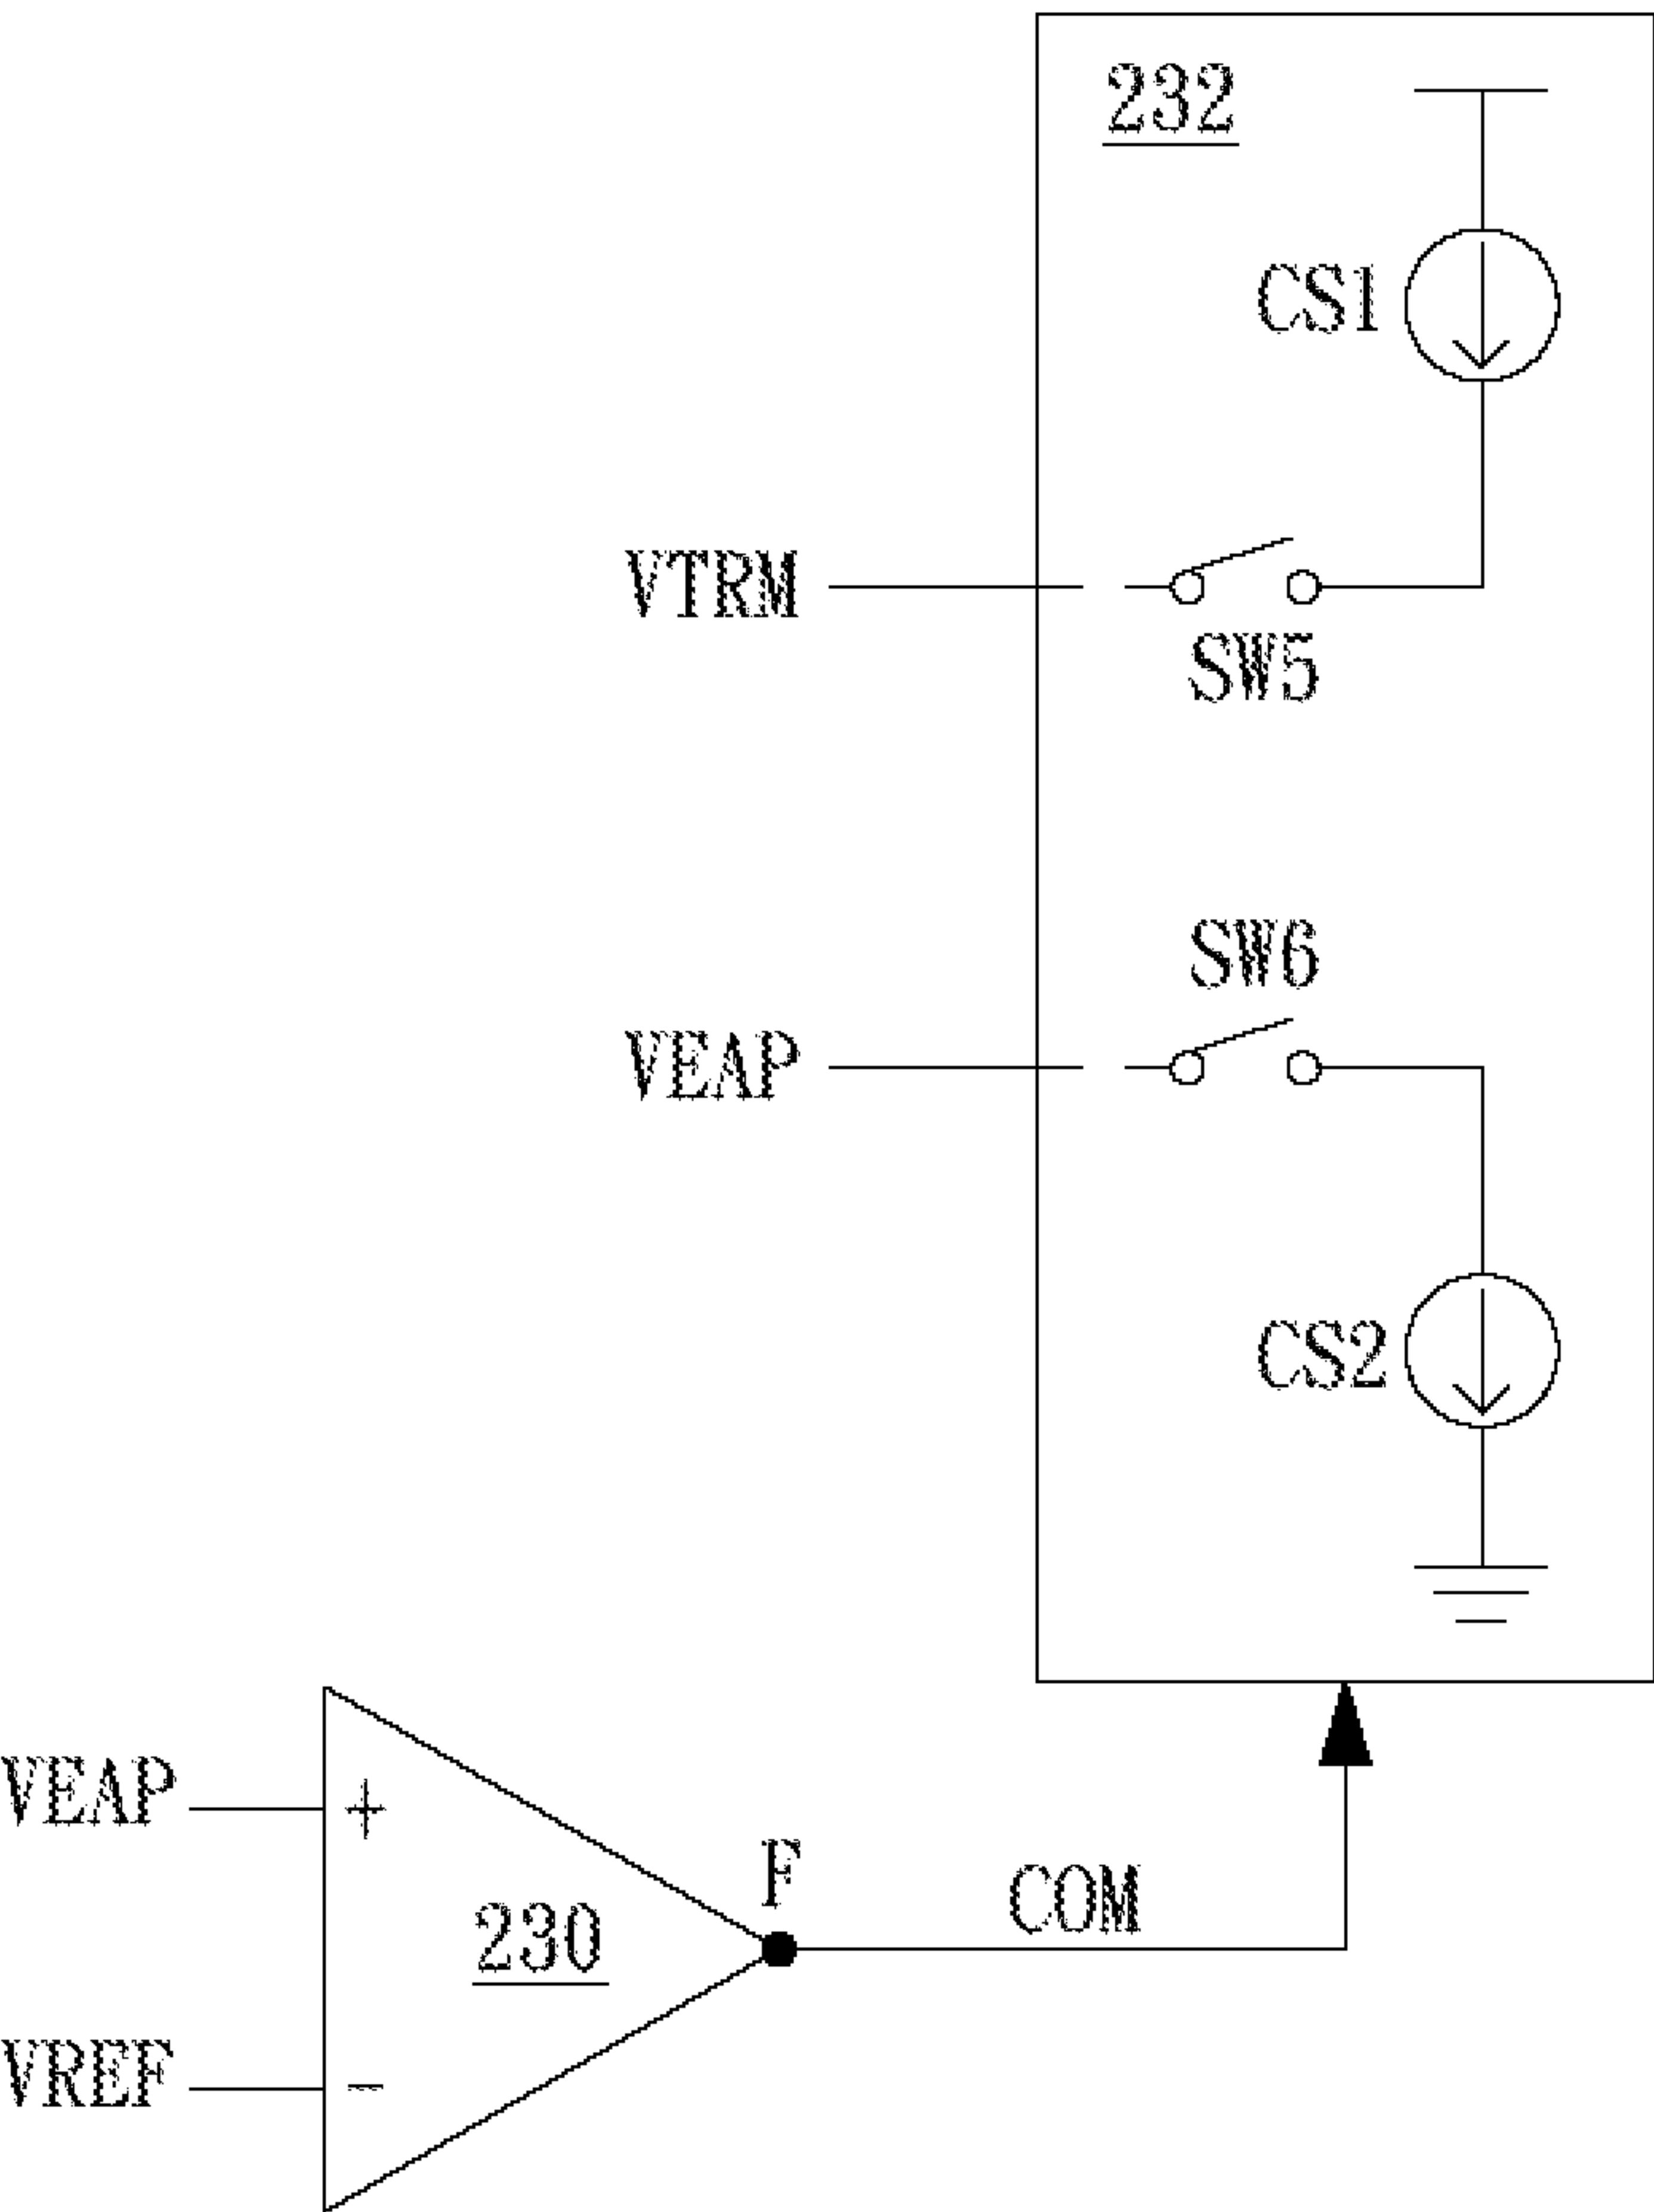 232
CS1
VTRM
SW5
SW6
VEAP
CS2
VEAP
+
F
COM
230
VREF
−